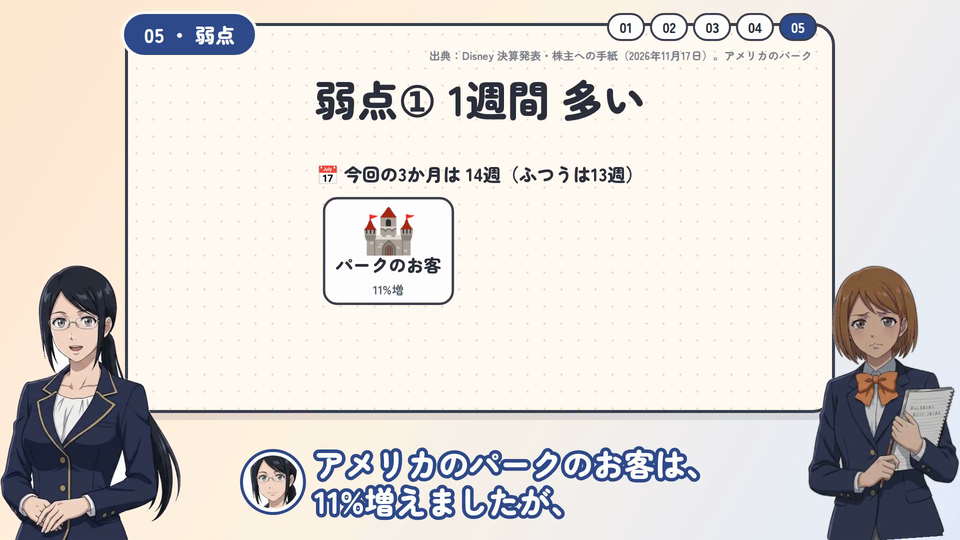 05 ・ 弱点
01 02 03 04 05
出典：Disney 決算発表・株主への手紙（2026年11月17日）。アメリカのパーク
弱点① 1週間 多い
July 17 今回の3か月は 14週（ふつうは13週）
パークのお客
11%増
アメリカのパークのお客は、
11%増えましたが、